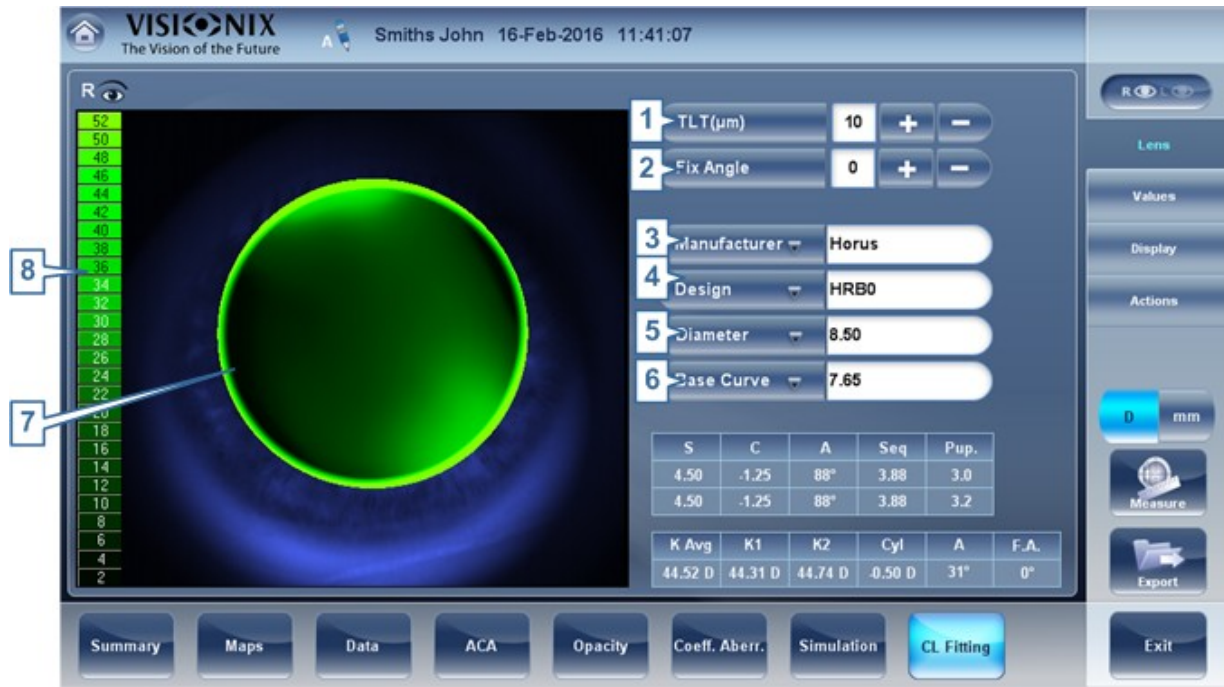 VISIONIX
The Vision of the Future
A
Smiths John 16-Feb-2016 11:41:07
R
R L
Lens
Values
Display
Actions
D mm
Measure
Export
Exit
52
50
48
46
44
42
40
38
36
34
32
30
28
26
24
22
20
18
16
14
12
10
8
6
4
2
8
7
1 TLT(µm) 10 + -
2 Fix Angle 0 + -
3 Manufacturer Horus
4 Design HRB0
5 Diameter 8.50
6 Base Curve 7.65
S C A Seq Pup.
4.50 -1.25 88° 3.88 3.0
4.50 -1.25 88° 3.88 3.2
K Avg K1 K2 Cyl A F.A.
44.52 D 44.31 D 44.74 D -0.50 D 31° 0°
Summary Maps Data ACA Opacity Coeff. Aberr. Simulation CL Fitting